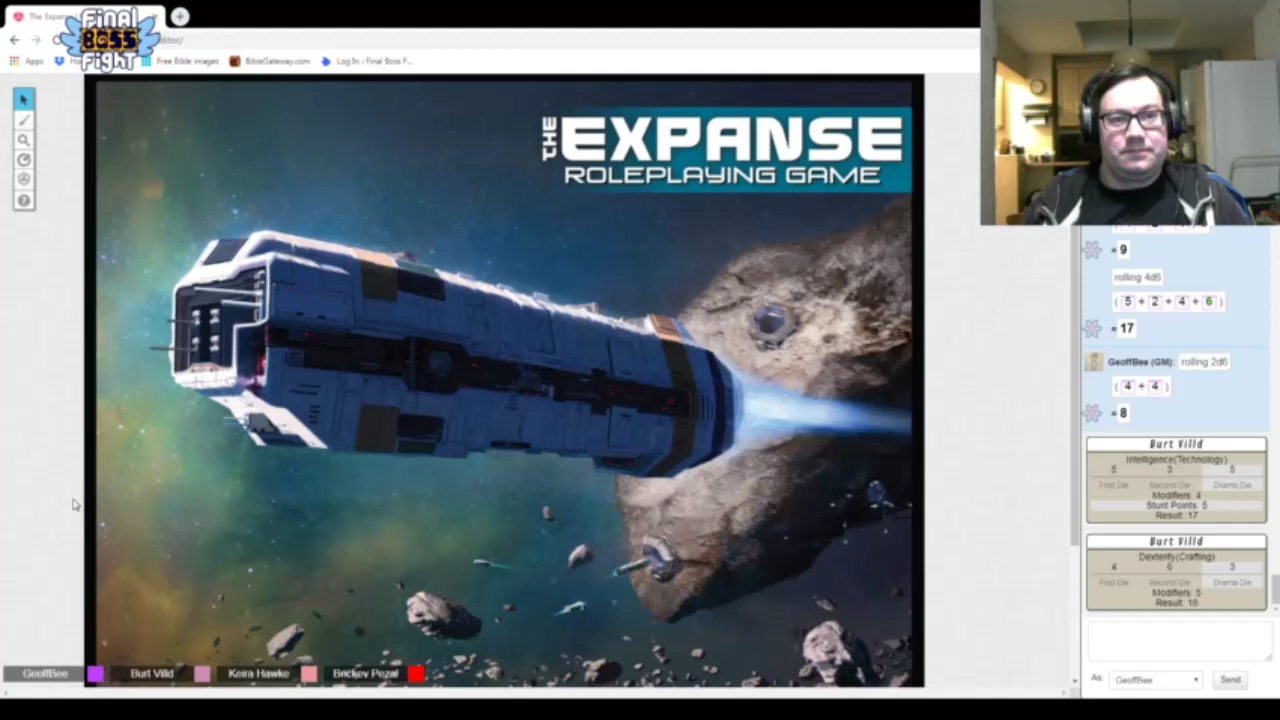 The Expan
FINAL
BOSS
FIGHT
ditor/
Apps
Free Bible images
BibleGateway.com
Log In ‹ Final Boss F...
THE EXPANSE
ROLEPLAYING GAME
= 9
rolling 4d6
( 5 + 2 + 4 + 6 )
= 17
GeoffBee (GM): rolling 2d6
( 4 + 4 )
= 8
Burt Villd
Intelligence(Technology)
5 3 5
First Die Second Die Drama Die
Modifiers: 4
Stunt Points: 5
Result: 17
Burt Villd
Dexterity(Crafting)
4 6 3
First Die Second Die Drama Die
Modifiers: 5
Result: 18
GeoffBee
Burt Villd
Keira Hawke
Brickev Pezal
As: GeoffBee
Send